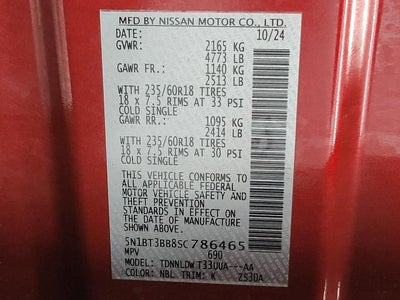 MFD BY NISSAN MOTOR CO., LTD.
DATE: 10/24
GVWR: 2165 KG
4773 LB
GAWR FR.: 1140 KG
2513 LB
WITH 235/60R18 TIRES
18 x 7.5 RIMS AT 33 PSI
COLD SINGLE
GAWR RR.: 1095 KG
2414 LB
WITH 235/60R18 TIRES
18 x 7.5 RIMS AT 30 PSI
COLD SINGLE
THIS VEHICLE CONFORMS TO
ALL APPLICABLE FEDERAL
MOTOR VEHICLE SAFETY AND
THEFT PREVENTION
STANDARDS IN EFFECT ON THE
DATE OF MANUFACTURE
5N1BT3BB8SC786465
MPV 690
MODEL: TDNNLDW T33UUA---AA
COLOR: NBL TRIM: K Z530A